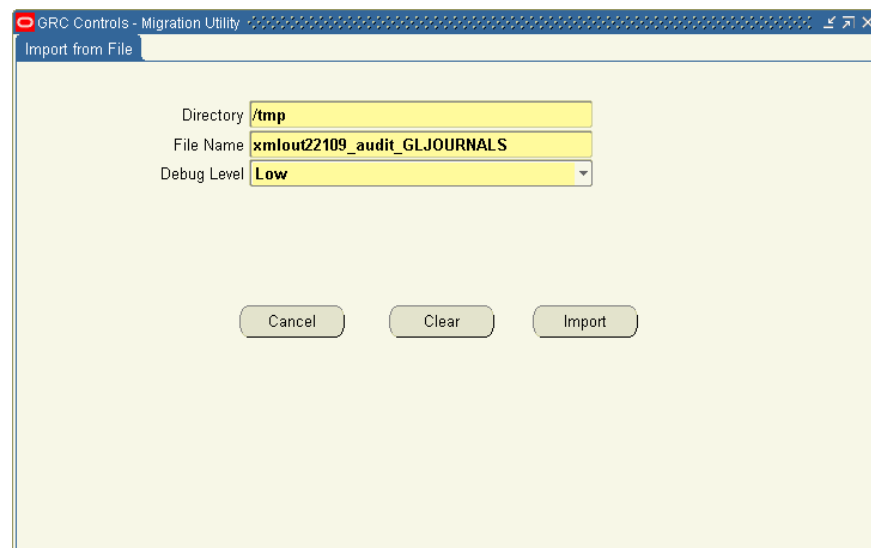 GRC Controls - Migration Utility
Import from File
Directory /tmp
File Name xmlout22109_audit_GLJOURNALS
Debug Level Low
Cancel Clear Import